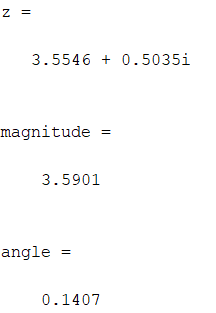 z =
3.5546 + 0.5035i
magnitude =
3.5901
angle =
0.1407